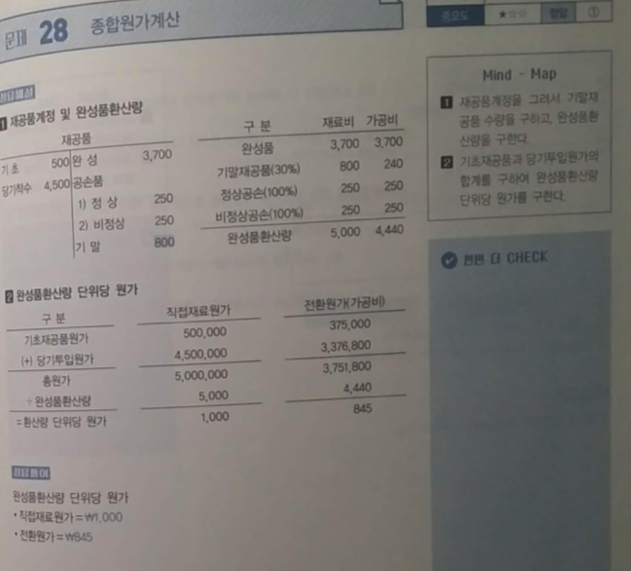 문제 28 종합원가계산
중요도 ★☆☆ 정답 ①
정답해설
1 재공품계정 및 완성품환산량
재공품
기초 500 완 성 3,700
당기착수 4,500 공손품
1) 정 상 250
2) 비정상 250
기 말 800
구 분 재료비 가공비
완성품 3,700 3,700
기말재공품(30%) 800 240
정상공손(100%) 250 250
비정상공손(100%) 250 250
완성품환산량 5,000 4,440
2 완성품환산량 단위당 원가
구 분 직접재료원가 전환원가(가공비)
기초재공품원가 500,000 375,000
(+) 당기투입원가 4,500,000 3,376,800
총원가 5,000,000 3,751,800
÷완성품환산량 5,000 4,440
=환산량 단위당 원가 1,000 845
정답풀이
완성품환산량 단위당 원가
•직접재료원가=₩1,000
•전환원가=₩845
Mind - Map
1 재공품계정을 그려서 기말재
공품 수량을 구하고, 완성품환
산량을 구한다.
2 기초재공품과 당기투입원가의
합계를 구하여 완성품환산량
단위당 원가를 구한다.
한번 더 CHECK